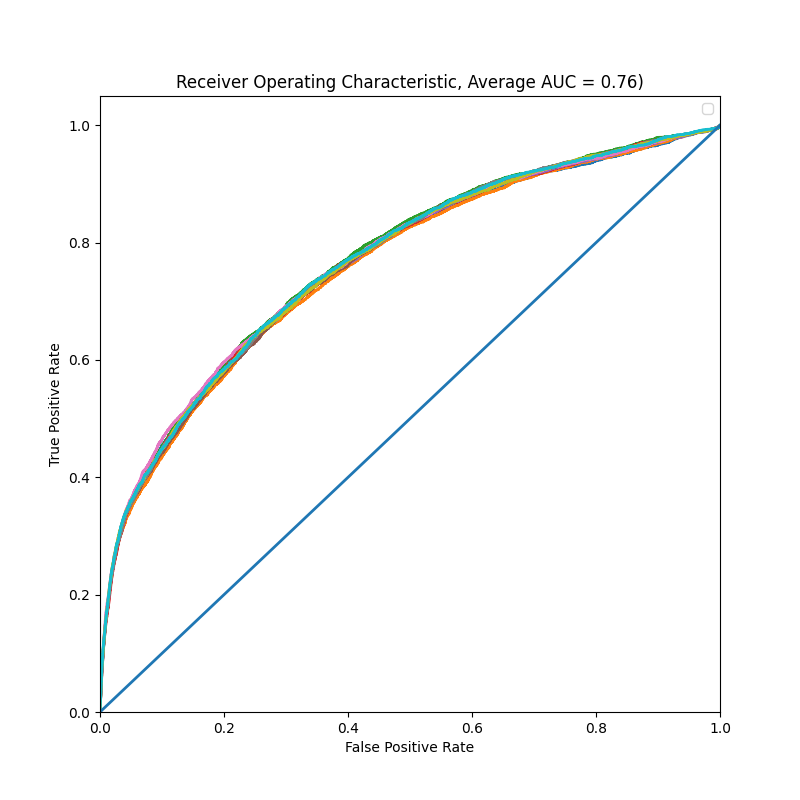 Receiver Operating Characteristic, Average AUC = 0.76)
1.0
0.8
0.6
0.4
0.2
0.0
True Positive Rate
0.0 0.2 0.4 0.6 0.8 1.0
False Positive Rate